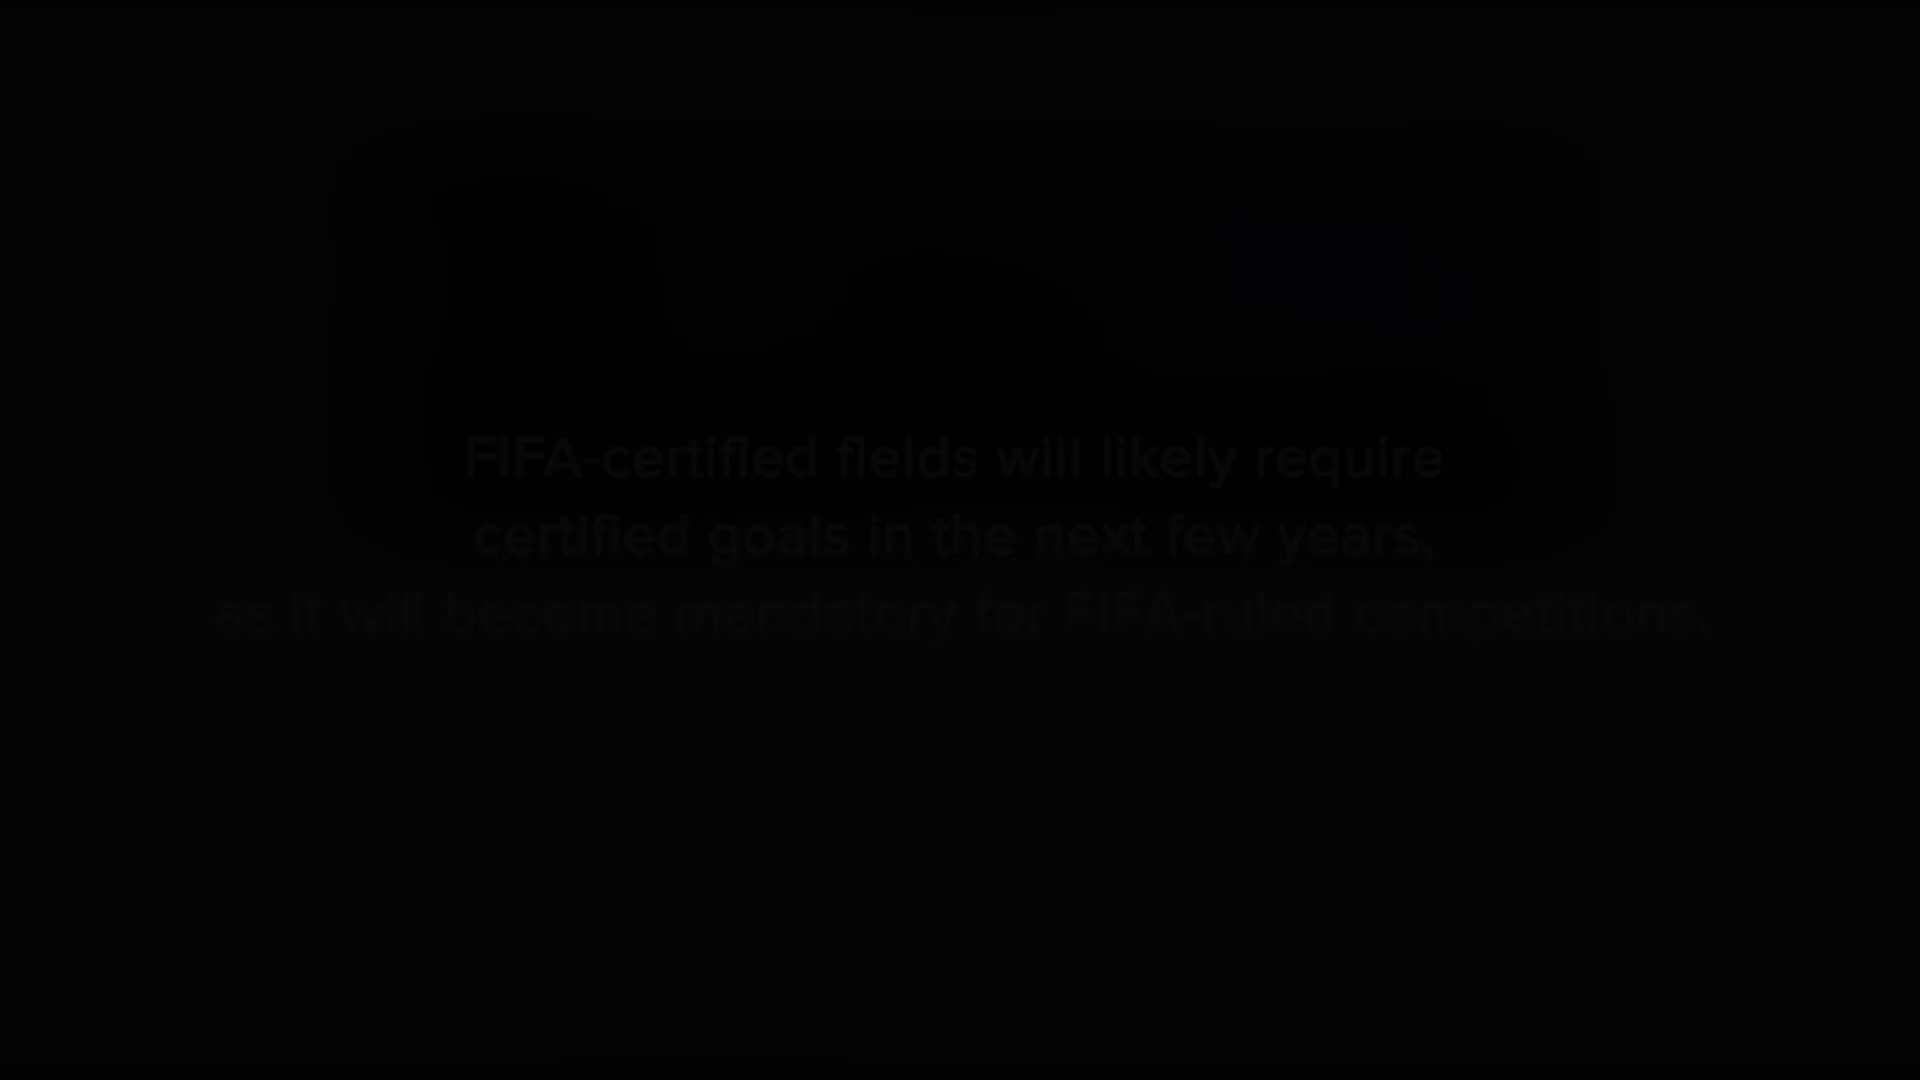 FIFA-certified fields will likely require
certified goals in the next few years,
as it will become mandatory for FIFA-ruled competitions.